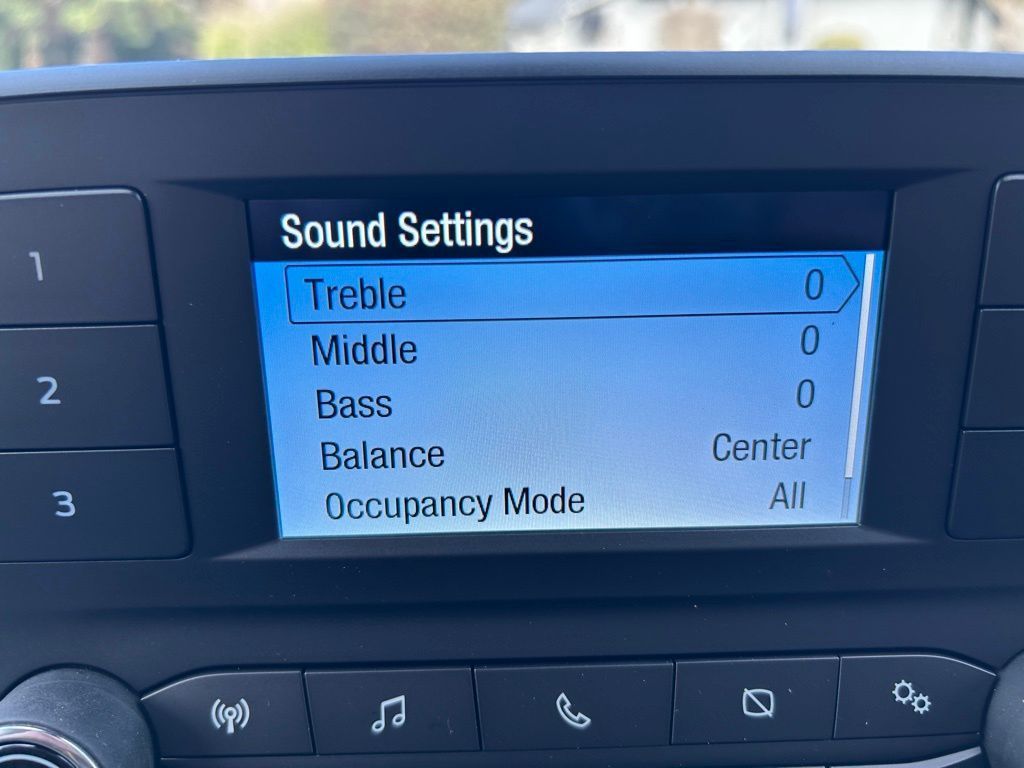 Sound Settings
Treble 0
Middle 0
Bass 0
Balance Center
Occupancy Mode All
1
2
3